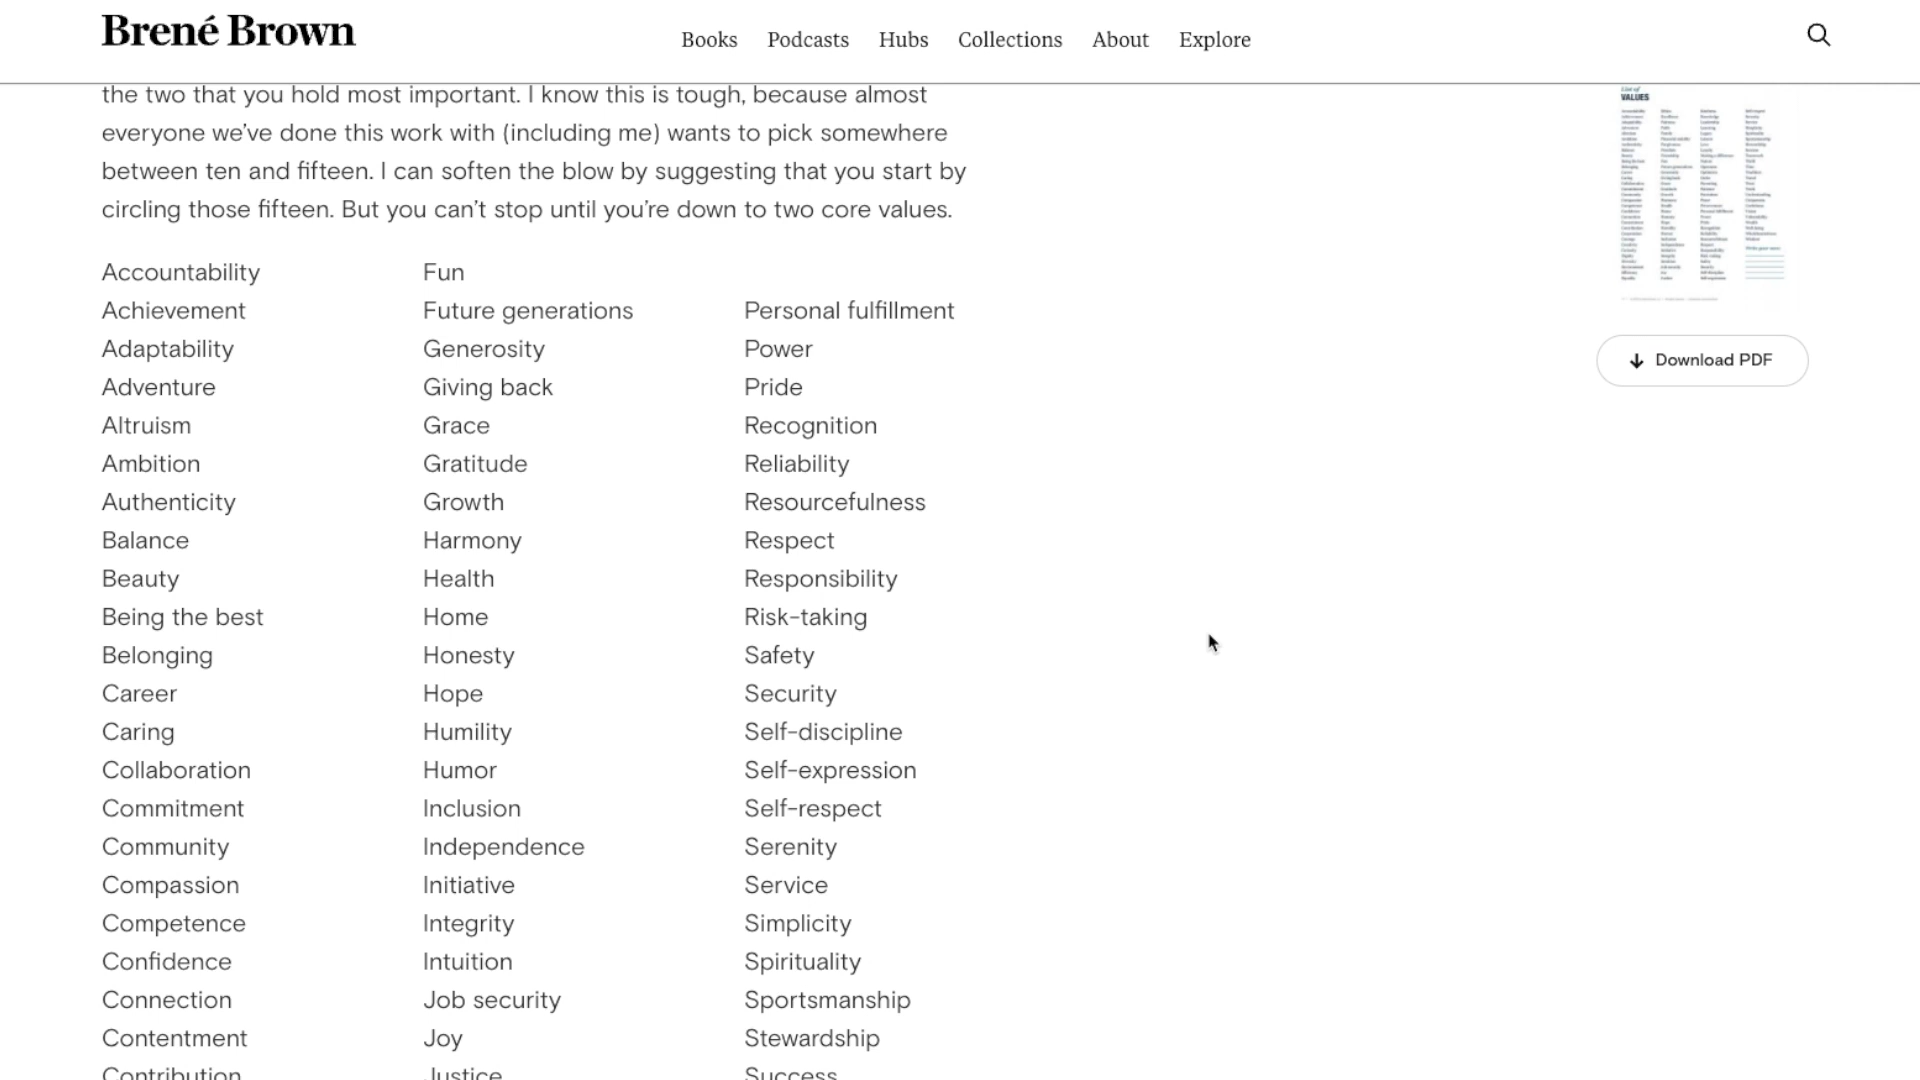 Brené Brown
Books Podcasts Hubs Collections About Explore
the two that you hold most important. I know this is tough, because almost
everyone we've done this work with (including me) wants to pick somewhere
between ten and fifteen. I can soften the blow by suggesting that you start by
circling those fifteen. But you can't stop until you're down to two core values.
Accountability
Achievement
Adaptability
Adventure
Altruism
Ambition
Authenticity
Balance
Beauty
Being the best
Belonging
Career
Caring
Collaboration
Commitment
Community
Compassion
Competence
Confidence
Connection
Contentment
Contribution
Fun
Future generations
Generosity
Giving back
Grace
Gratitude
Growth
Harmony
Health
Home
Honesty
Hope
Humility
Humor
Inclusion
Independence
Initiative
Integrity
Intuition
Job security
Joy
Justice
Personal fulfillment
Power
Pride
Recognition
Reliability
Resourcefulness
Respect
Responsibility
Risk-taking
Safety
Security
Self-discipline
Self-expression
Self-respect
Serenity
Service
Simplicity
Spirituality
Sportsmanship
Stewardship
Success
List of
VALUES
Download PDF